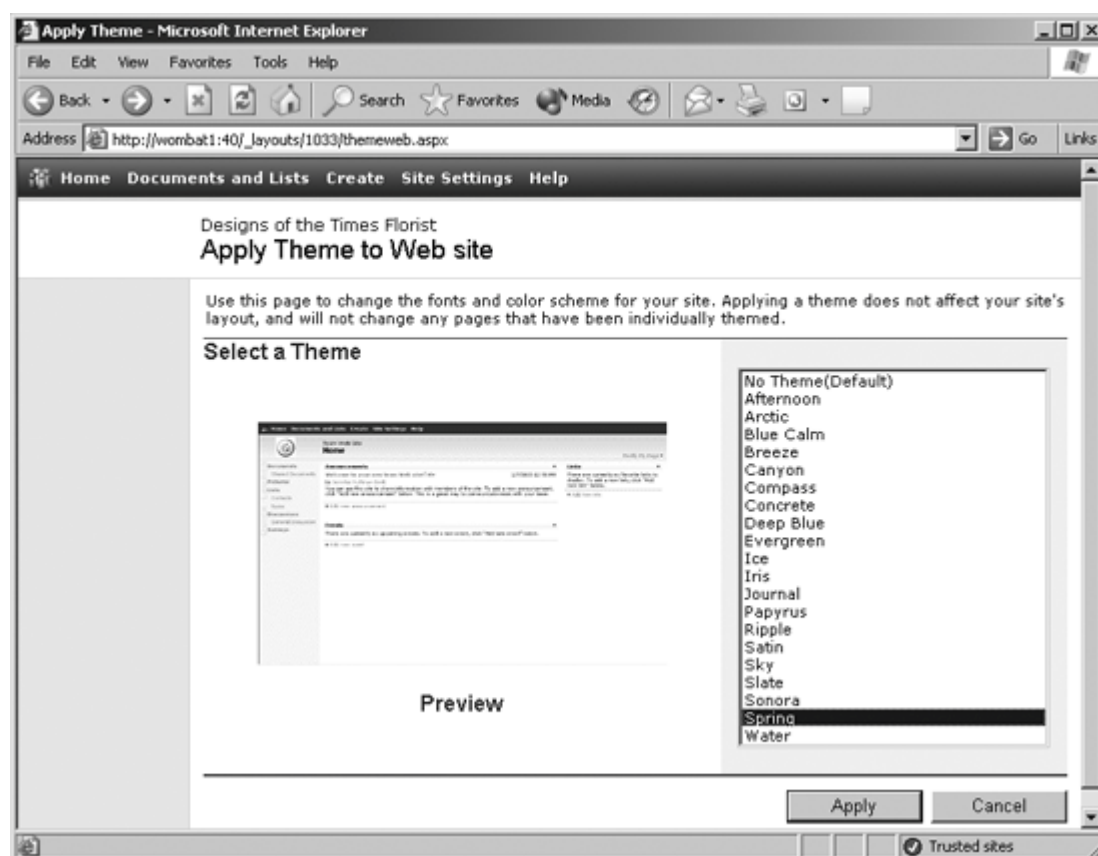 Apply Theme - Microsoft Internet Explorer
File Edit View Favorites Tools Help
Back Search Favorites Media
Address http://wombat1:40/_layouts/1033/themeweb.aspx Go Links
Home Documents and Lists Create Site Settings Help
Designs of the Times Florist
Apply Theme to Web site
Use this page to change the fonts and color scheme for your site. Applying a theme does not affect your site's
layout, and will not change any pages that have been individually themed.
Select a Theme
Home
Preview
No Theme(Default)
Afternoon
Arctic
Blue Calm
Breeze
Canyon
Compass
Concrete
Deep Blue
Evergreen
Ice
Iris
Journal
Papyrus
Ripple
Satin
Sky
Slate
Sonora
Spring
Water
Apply Cancel
Trusted sites